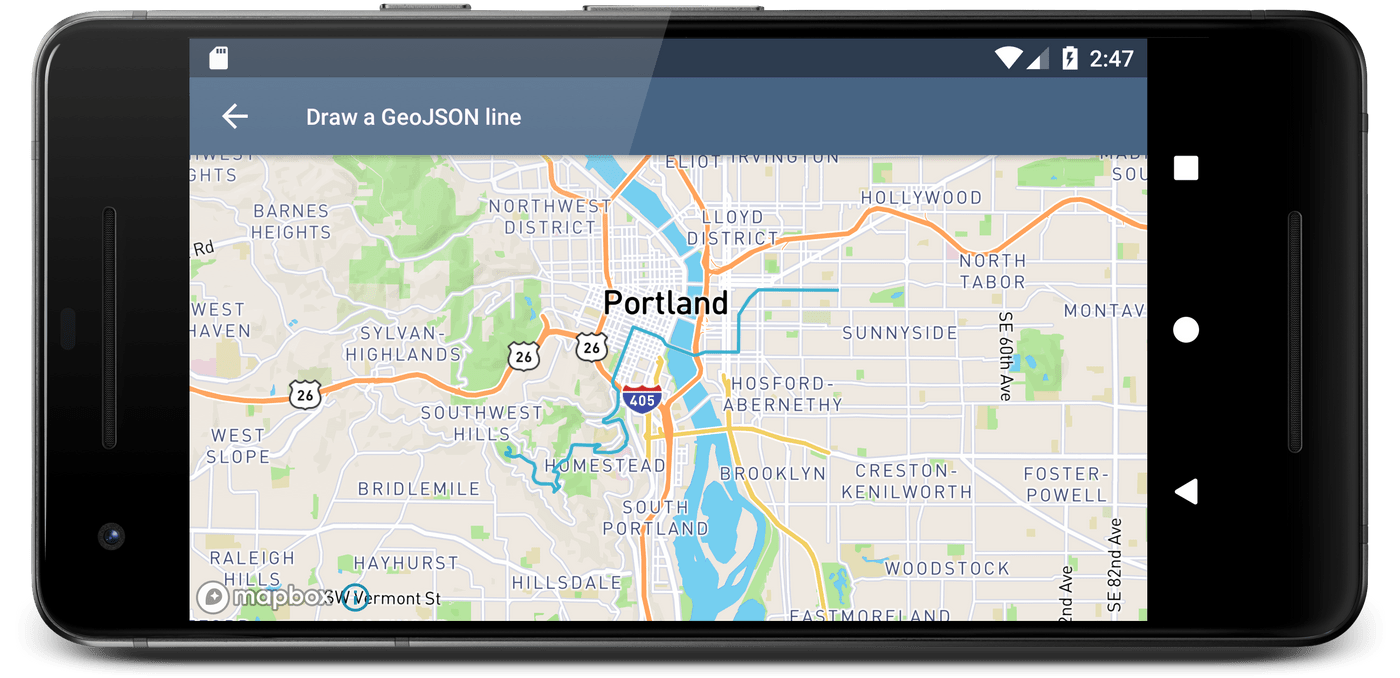 2:47
Draw a GeoJSON line
ELIOT
IRVINGTON
GHTS
BARNES
HEIGHTS
NORTHWEST
DISTRICT
LLOYD
DISTRICT
HOLLYWOOD
SOU
Rd
NORTH
TABOR
WEST
HAVEN
SYLVAN-
HIGHLANDS
Portland
SUNNYSIDE
MONTAV
SE 60th Ave
26
26
26
405
SOUTHWEST
HILLS
HOSFORD-
ABERNETHY
WEST
SLOPE
HOMESTEAD
BROOKLYN
CRESTON-
KENILWORTH
FOSTER-
POWELL
BRIDLEMILE
SOUTH
PORTLAND
RALEIGH
HILLS
HAYHURST
HILLSDALE
WOODSTOCK
SE 82nd Ave
2nd Ave
mapbox
SW Vermont St
EASTMORELAND